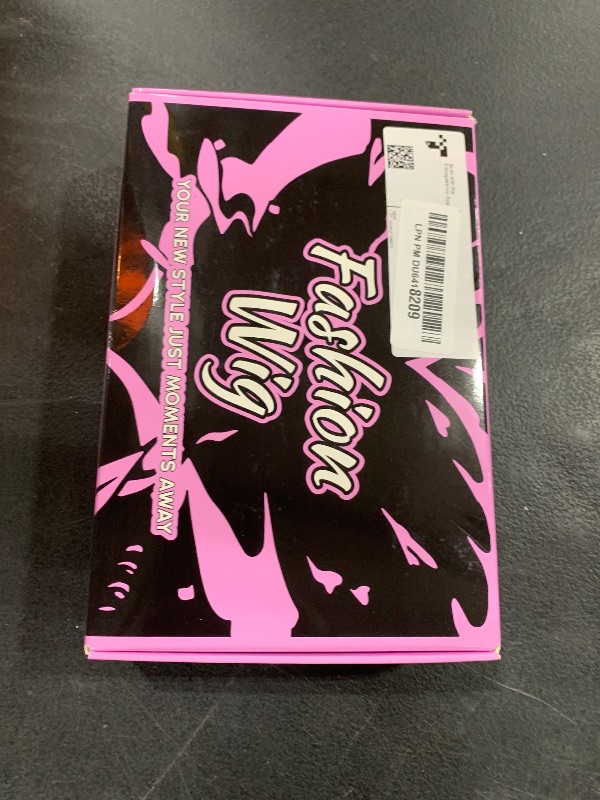 Fashion
Wig
YOUR NEW STYLE JUST MOMENTS AWAY
LPN PM DU6418209